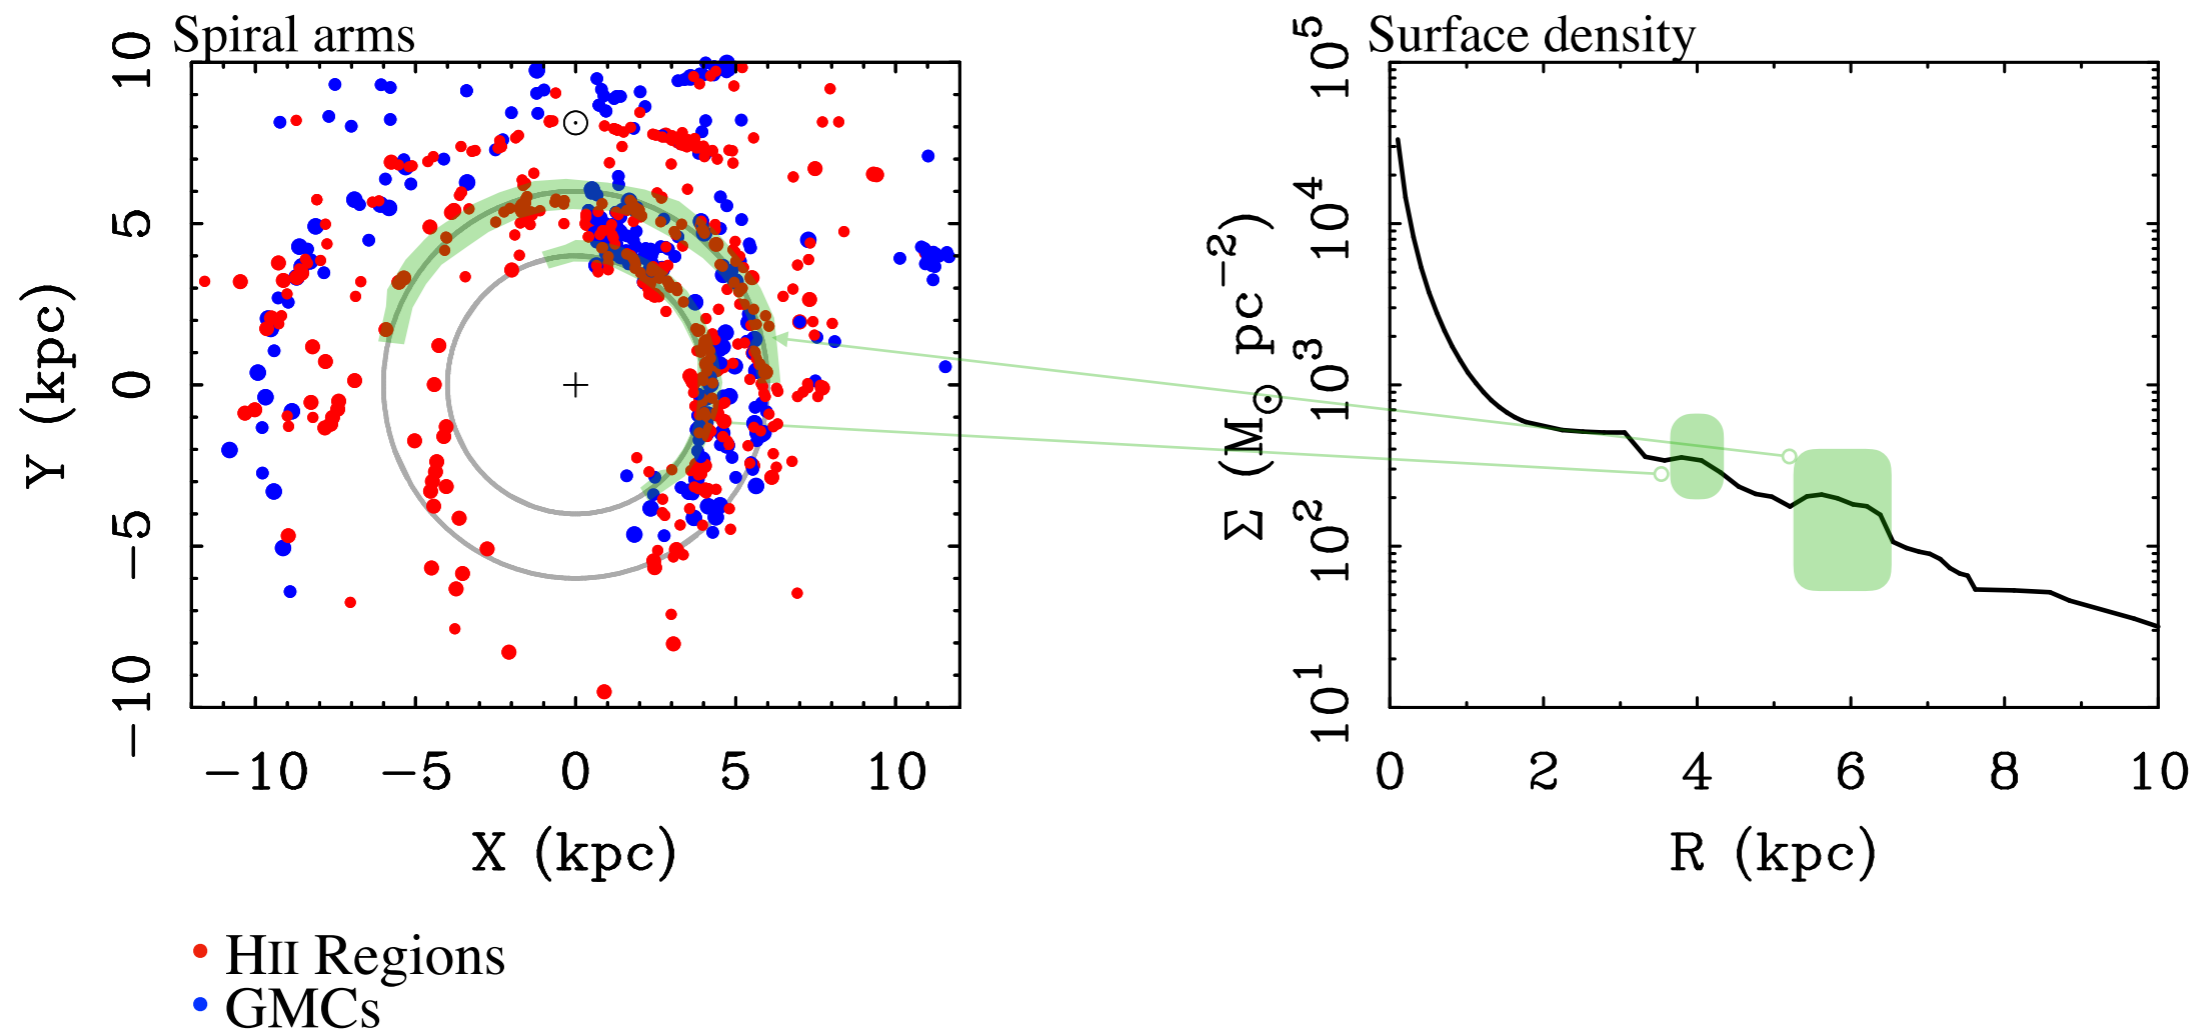 Spiral arms
10
5
0
−5
−10
Y (kpc)
−10 −5 0 5 10
X (kpc)
HII Regions
GMCs
Surface density
10^5
10^4
10^3
10^2
10^1
Σ (M⊙ pc^−2)
0 2 4 6 8 10
R (kpc)